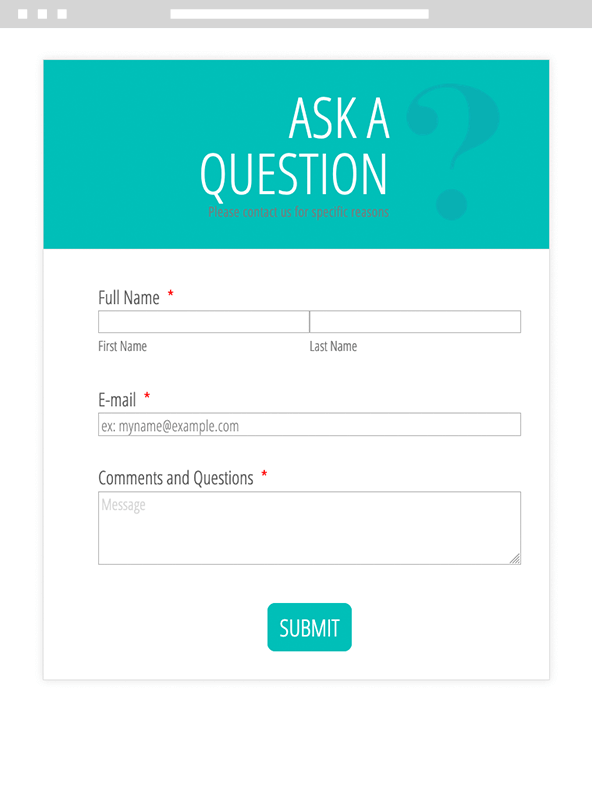 ASK A
QUESTION
?
Please contact us for specific reasons
Full Name *
First Name Last Name
E-mail *
ex: myname@example.com
Comments and Questions *
Message
SUBMIT